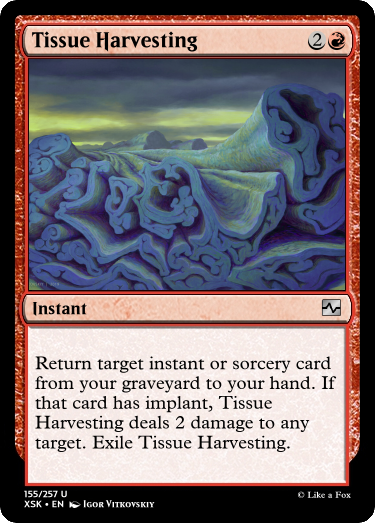 Tissue Harvesting 2
Instant
Return target instant or sorcery card
from your graveyard to your hand. If
that card has implant, Tissue
Harvesting deals 2 damage to any
target. Exile Tissue Harvesting.
155/257 U
XSK • EN Igor Vitkovskiy
© Like a Fox